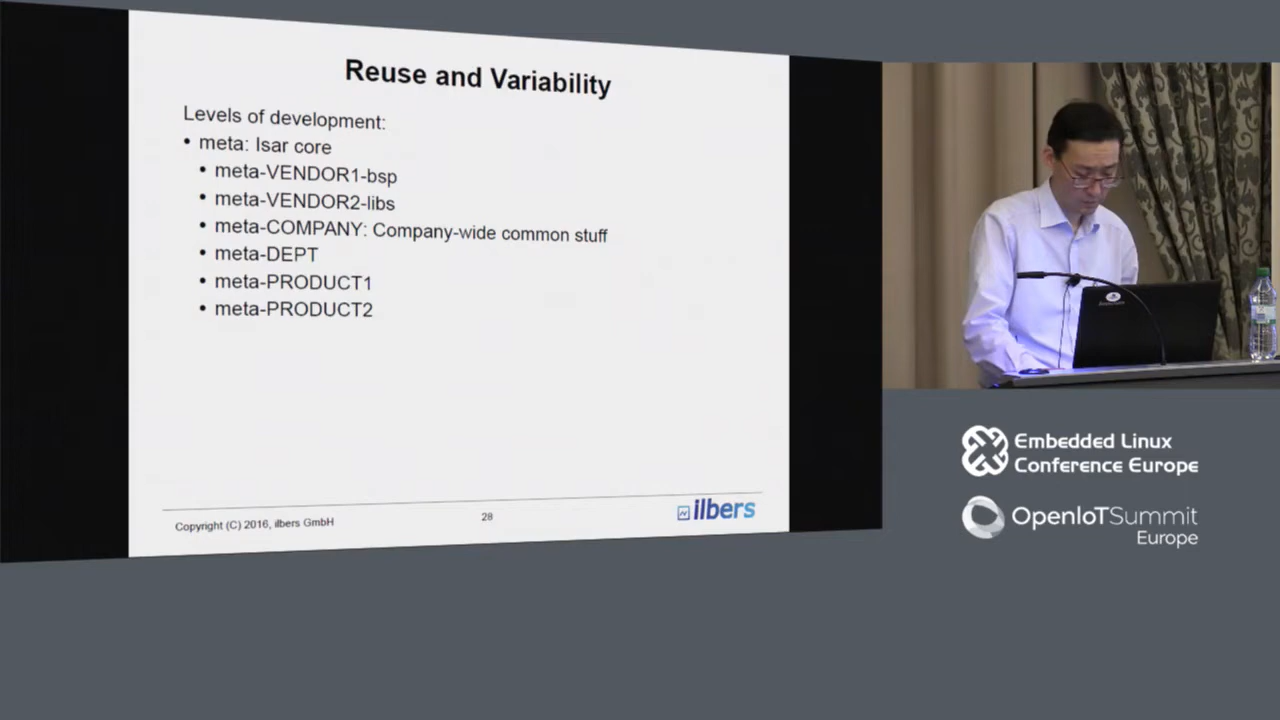 Reuse and Variability
Levels of development:
• meta: Isar core
• meta-VENDOR1-bsp
• meta-VENDOR2-libs
• meta-COMPANY: Company-wide common stuff
• meta-DEPT
• meta-PRODUCT1
• meta-PRODUCT2
Copyright (C) 2016, ilbers GmbH
28
ilbers
Embedded Linux
Conference Europe
OpenIoTSummit
Europe